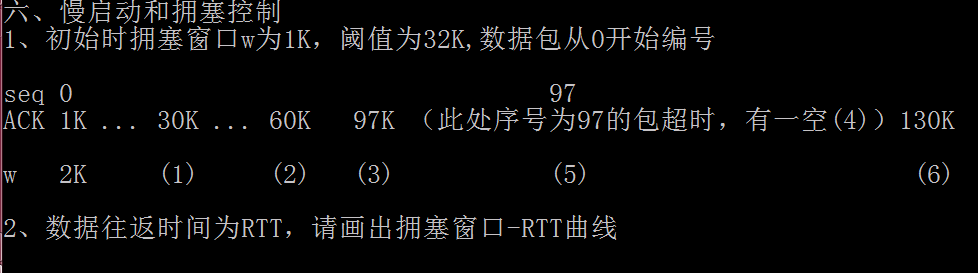 六、慢启动和拥塞控制
1、初始时拥塞窗口w为1K，阈值为32K,数据包从0开始编号
seq 0 97
ACK 1K ... 30K ... 60K 97K （此处序号为97的包超时，有一空(4)）130K
w 2K (1) (2) (3) (5) (6)
2、数据往返时间为RTT，请画出拥塞窗口-RTT曲线